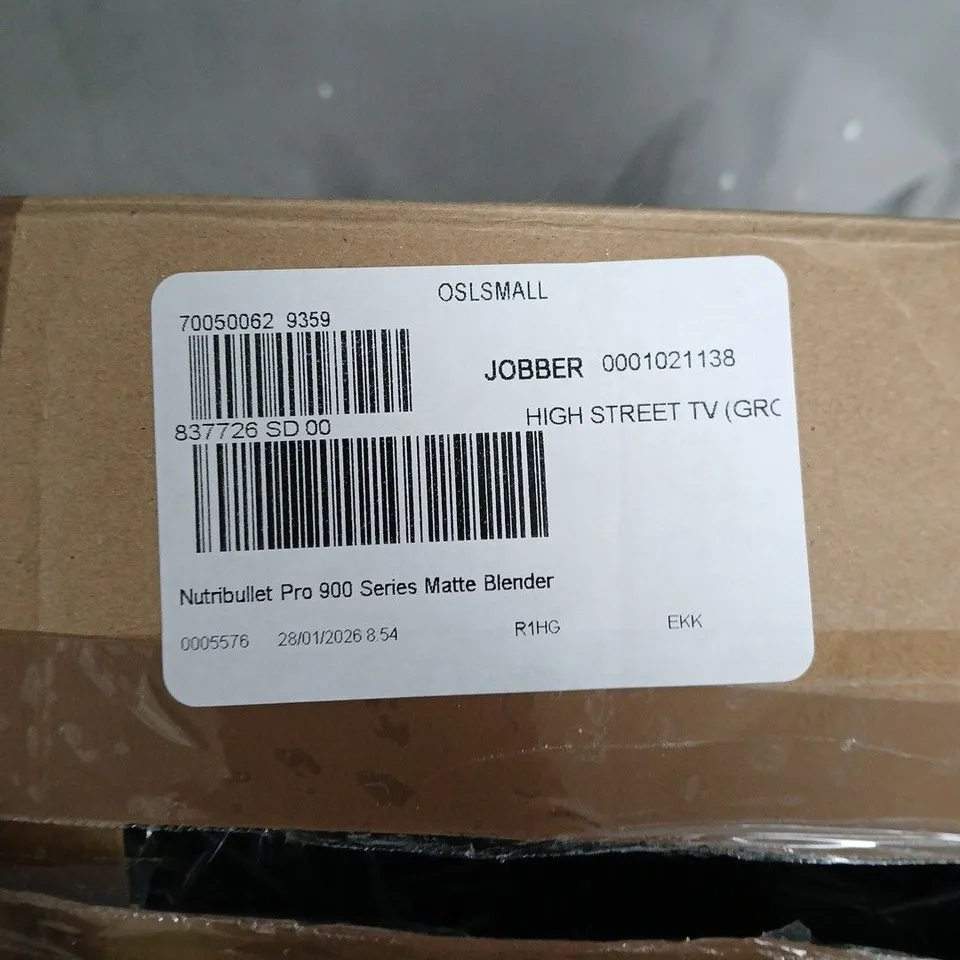 OSLSMALL
70050062 9359
JOBBER 0001021138
HIGH STREET TV (GRO
837726 SD 00
Nutribullet Pro 900 Series Matte Blender
0005576 28/01/2026 8:54 R1HG EKK